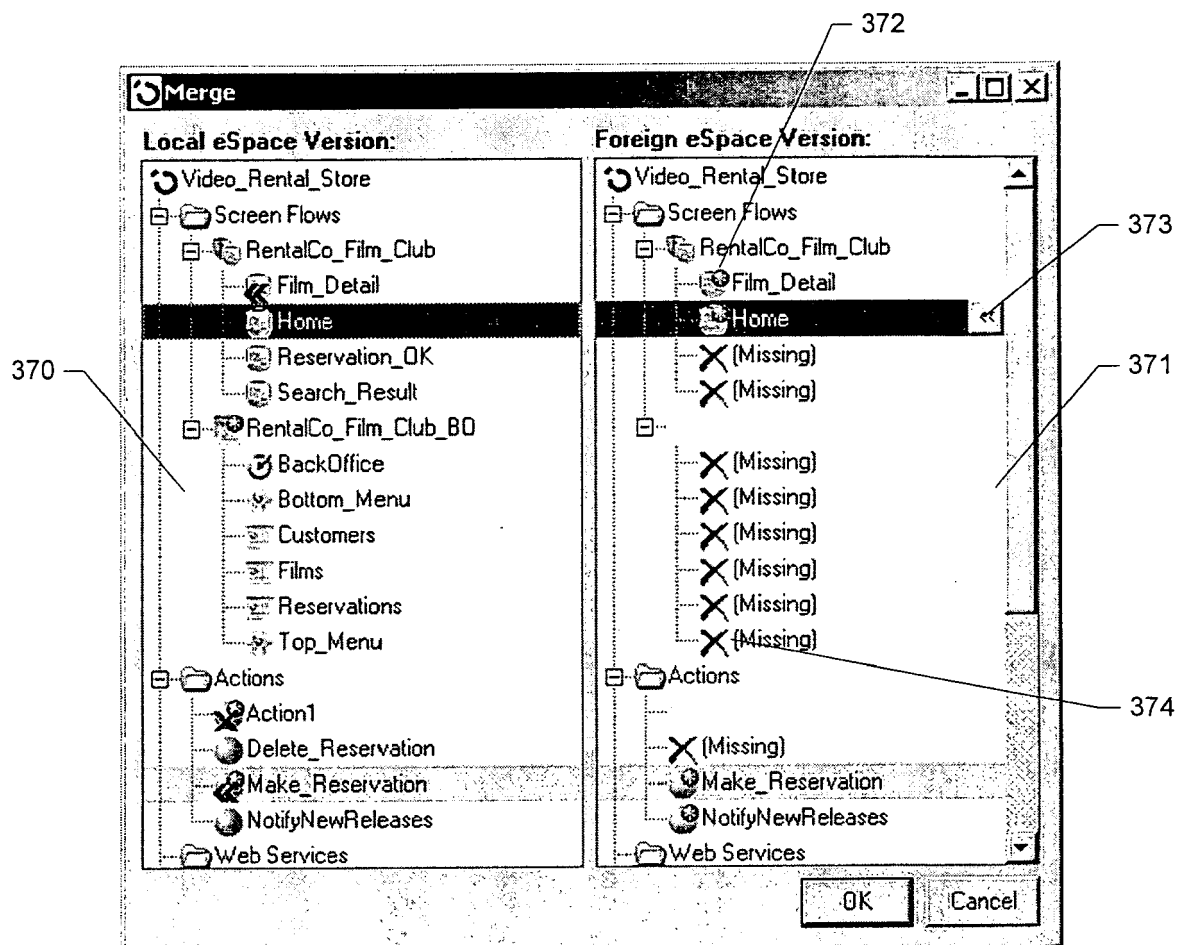 372
Merge
Local eSpace Version:
Foreign eSpace Version:
Video_Rental_Store
Video_Rental_Store
Screen Flows
Screen Flows
373
RentalCo_Film_Club
RentalCo_Film_Club
Film_Detail
Film_Detail
Home
Home
«
Reservation_OK
(Missing)
370
371
Search_Result
(Missing)
RentalCo_Film_Club_BO
BackOffice
(Missing)
Bottom_Menu
(Missing)
Customers
(Missing)
Films
(Missing)
Reservations
(Missing)
Top_Menu
(Missing)
Actions
Actions
374
Action1
Delete_Reservation
(Missing)
Make_Reservation
Make_Reservation
NotifyNewReleases
NotifyNewReleases
Web Services
Web Services
OK
Cancel